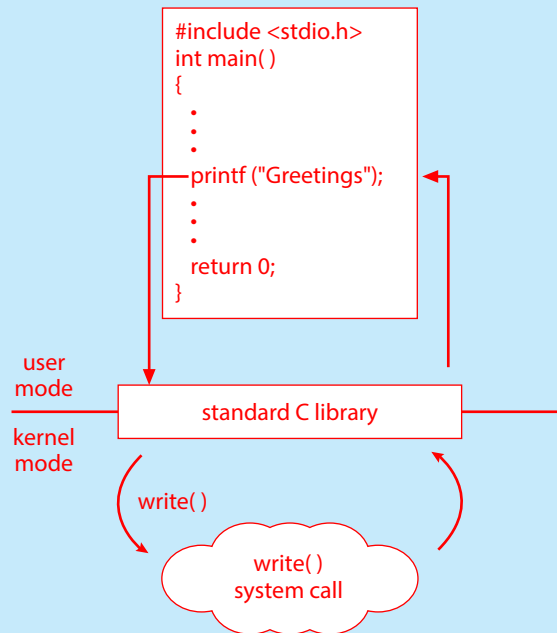 #include <stdio.h>
int main( )
{
•
•
•
printf ("Greetings");
•
•
•
return 0;
}
user
mode
standard C library
kernel
mode
write( )
write( )
system call